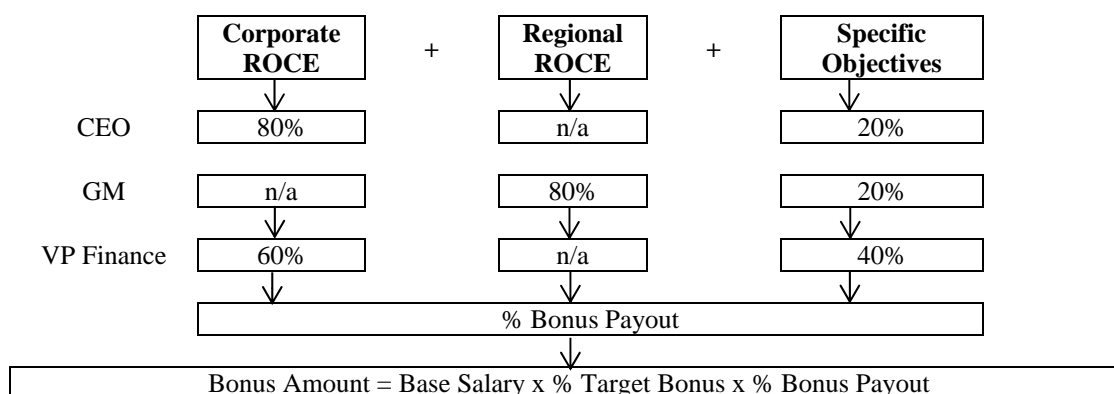 Corporate ROCE + Regional ROCE + Specific Objectives
CEO 80% n/a 20%
GM n/a 80% 20%
VP Finance 60% n/a 40%
% Bonus Payout
Bonus Amount = Base Salary x % Target Bonus x % Bonus Payout